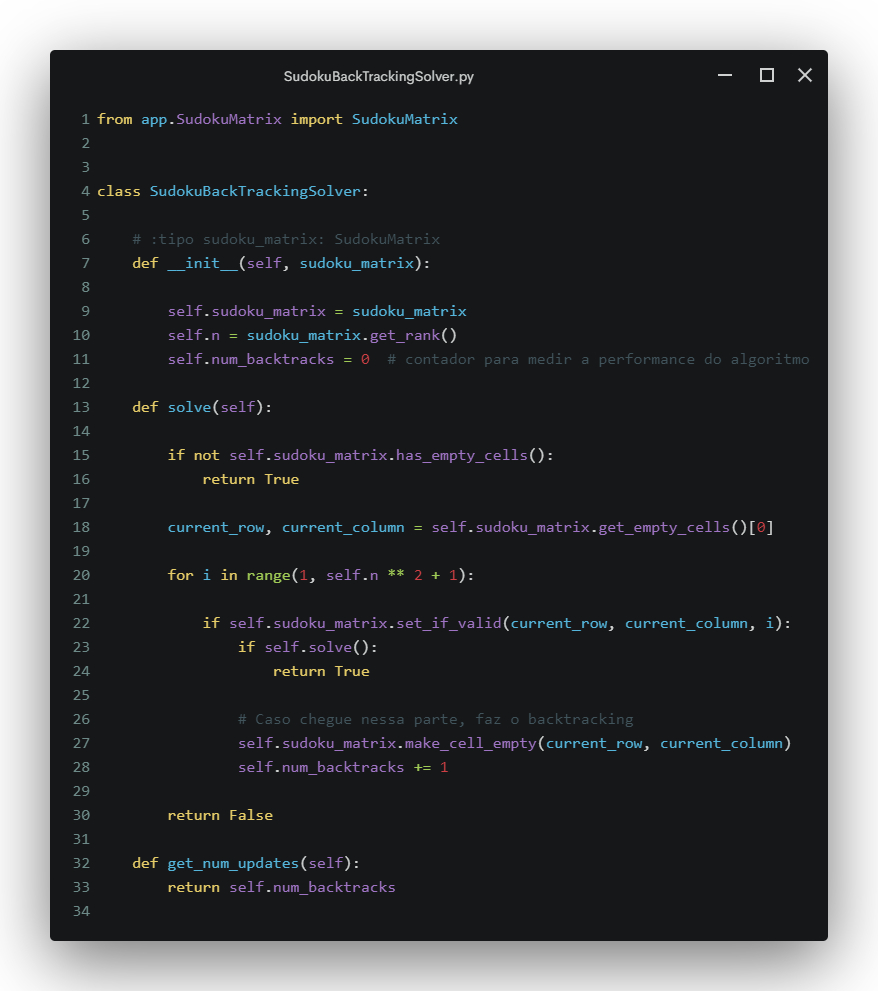 SudokuBackTrackingSolver.py
1 from app.SudokuMatrix import SudokuMatrix
2
3
4 class SudokuBackTrackingSolver:
5
6     # :tipo sudoku_matrix: SudokuMatrix
7     def __init__(self, sudoku_matrix):
8
9         self.sudoku_matrix = sudoku_matrix
10         self.n = sudoku_matrix.get_rank()
11         self.num_backtracks = 0  # contador para medir a performance do algoritmo
12
13     def solve(self):
14
15         if not self.sudoku_matrix.has_empty_cells():
16             return True
17
18         current_row, current_column = self.sudoku_matrix.get_empty_cells()[0]
19
20         for i in range(1, self.n ** 2 + 1):
21
22             if self.sudoku_matrix.set_if_valid(current_row, current_column, i):
23                 if self.solve():
24                     return True
25
26                 # Caso chegue nessa parte, faz o backtracking
27                 self.sudoku_matrix.make_cell_empty(current_row, current_column)
28                 self.num_backtracks += 1
29
30         return False
31
32     def get_num_updates(self):
33         return self.num_backtracks
34